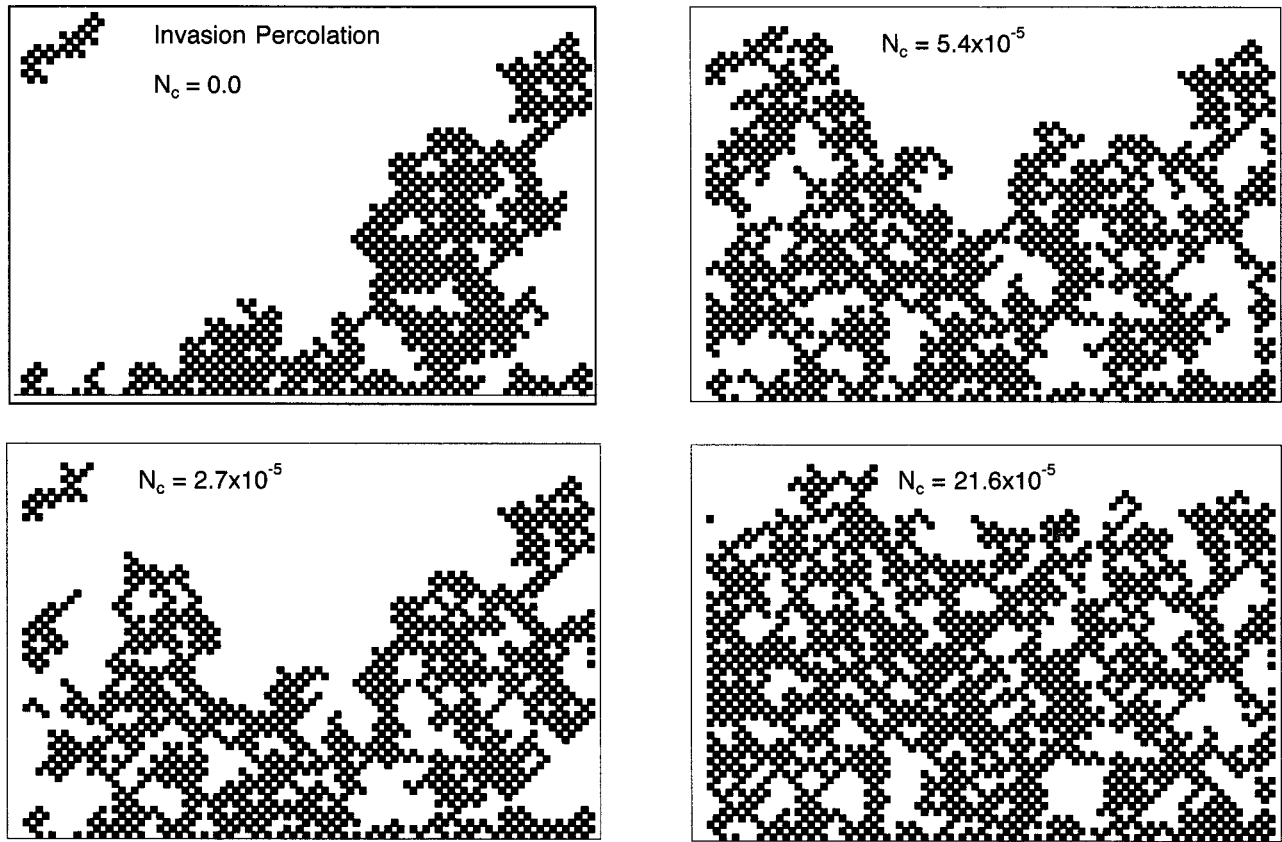 Invasion Percolation
N_c = 0.0
N_c = 5.4x10^-5
N_c = 2.7x10^-5
N_c = 21.6x10^-5